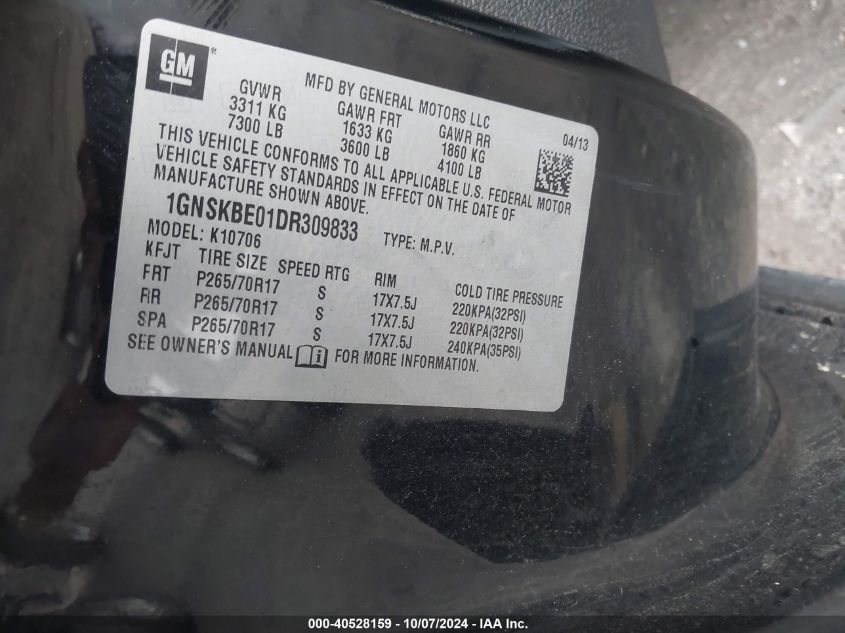 GM
MFD BY GENERAL MOTORS LLC
04/13
GVWR GAWR FRT GAWR RR
3311 KG 1633 KG 1860 KG
7300 LB 3600 LB 4100 LB
THIS VEHICLE CONFORMS TO ALL APPLICABLE U.S. FEDERAL MOTOR
VEHICLE SAFETY STANDARDS IN EFFECT ON THE DATE OF
MANUFACTURE SHOWN ABOVE.
1GNSKBE01DR309833
TYPE: M.P.V.
MODEL: K10706
KFJT TIRE SIZE SPEED RTG RIM COLD TIRE PRESSURE
FRT P265/70R17 S 17X7.5J 220KPA(32PSI)
RR P265/70R17 S 17X7.5J 220KPA(32PSI)
SPA P265/70R17 S 17X7.5J 240KPA(35PSI)
SEE OWNER'S MANUAL FOR MORE INFORMATION.
000-40528159 - 10/07/2024 - IAA Inc.